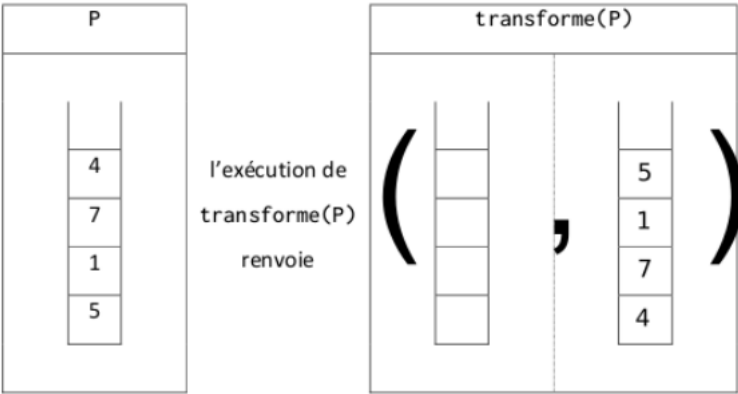 P
transforme(P)
4
7
1
5
l'exécution de
transforme(P)
renvoie
(
,
5
1
7
4
)